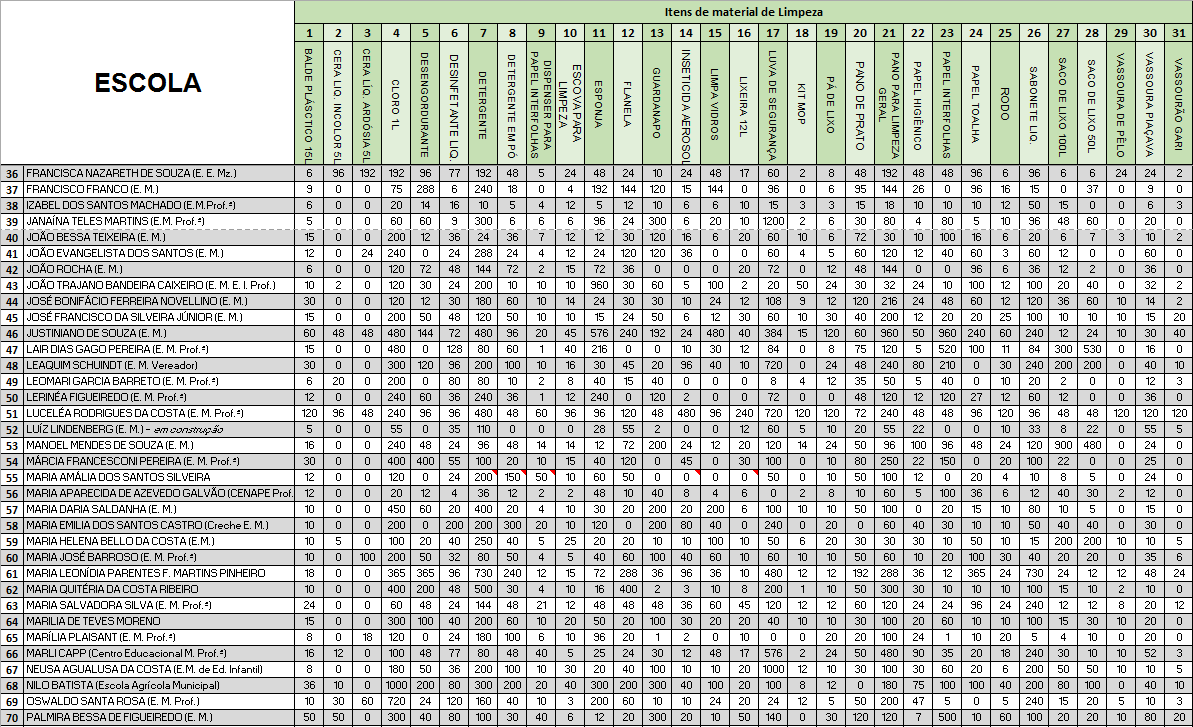 Itens de material de Limpeza
ESCOLA
1 2 3 4 5 6 7 8 9 10 11 12 13 14 15 16 17 18 19 20 21 22 23 24 25 26 27 28 29 30 31
BALDE PLÁSCTICO 15L
CERA LIQ. INCOLOR 5L
CERA LÍQ. ARDÓSIA 5L
CLORO 1L
DESENGORDURANTE
DESINFETANTE LIQ.
DETERGENTE
DETERGENTE EM PÓ
DISPENSER PARA PAPEL INTERFOLHAS
ESCOVA PARA LIMPEZA
ESPONJA
FLANELA
GUARDANAPO
INSETICIDA AEROSOL
LIMPA VIDROS
LIXEIRA 12L
LUVA DE SEGURANÇA
KIT MOP
PÁ DE LIXO
PANO DE PRATO
PANO PARA LIMPEZA GERAL
PAPEL HIGIÊNICO
PAPEL INTERFOLHAS
PAPEL TOALHA
RODO
SABONETE LIQ.
SACO DE LIXO 100L
SACO DE LIXO 50L
VASSOURA DE PÊLO
VASSOURA PIAÇAVA
VASSOURÃO GARI
36 FRANCISCA NAZARETH DE SOUZA (E. E. Mz.) 6 96 192 192 96 77 192 48 5 24 48 24 10 24 48 17 60 2 8 48 192 48 48 96 6 96 6 6 24 24 2
37 FRANCISCO FRANCO (E. M.) 9 0 0 75 288 6 240 18 0 4 192 144 120 15 144 0 96 0 6 95 144 26 0 96 16 15 0 37 0 9 0
38 IZABEL DOS SANTOS MACHADO (E.M.Prof.ª) 6 0 0 20 14 16 10 5 4 12 5 12 10 6 6 10 15 3 3 15 18 10 10 10 12 50 15 0 0 6 3
39 JANAÍNA TELES MARTINS (E.M. Prof.ª) 5 0 0 60 60 9 300 6 6 6 96 24 300 6 20 10 1200 2 6 30 80 4 80 5 10 96 48 60 0 20 0
40 JOÃO BESSA TEIXEIRA (E. M.) 15 0 0 200 12 36 24 36 7 12 12 30 120 16 6 20 60 10 6 72 30 10 100 16 6 20 6 7 3 10 2
41 JOÃO EVANGELISTA DOS SANTOS (E. M.) 12 0 24 240 0 24 288 24 4 12 24 120 120 36 0 0 60 4 5 60 120 12 40 60 3 60 12 0 0 24 0
42 JOÃO ROCHA (E. M.) 6 0 0 120 72 48 144 72 2 15 72 36 0 0 0 20 72 0 12 48 144 0 0 96 6 36 12 2 0 36 0
43 JOÃO TRAJANO BANDEIRA CAIXEIRO (E. M. E. I. Prof.) 10 2 0 120 30 24 200 10 10 10 960 30 60 5 100 2 20 50 24 30 32 24 10 100 12 100 20 40 0 32 2
44 JOSÉ BONIFÁCIO FERREIRA NOVELLINO (E. M.) 30 0 0 120 12 30 180 60 10 14 24 30 30 10 24 12 108 9 12 120 216 24 48 60 12 120 36 60 10 14 2
45 JOSÉ FRANCISCO DA SILVEIRA JÚNIOR (E. M.) 15 0 0 200 50 48 120 50 10 10 144 24 50 6 12 30 60 10 30 40 200 12 20 20 25 100 10 10 10 15 20
46 JUSTINIANO DE SOUZA (E. M.) 60 48 48 480 144 72 480 96 20 45 576 240 192 24 480 40 384 15 120 60 960 50 960 240 60 240 12 24 10 30 40
47 LAIR DIAS GAGO PEREIRA (E. M. Prof.ª) 15 0 0 480 0 128 80 60 1 40 216 0 0 10 30 12 84 0 8 75 120 5 520 100 11 84 300 530 0 16 0
48 LEAQUIM SCHUINDT (E. M. Vereador) 30 0 0 300 120 96 200 100 10 16 30 45 20 96 40 10 720 0 24 48 240 80 210 0 30 240 200 200 0 40 10
49 LEOMARI GARCIA BARRETO (E. M. Prof.ª) 6 20 0 200 0 80 80 10 2 8 40 15 40 0 0 0 8 4 12 35 50 5 40 0 10 20 2 0 0 12 3
50 LERINÉA FIGUEIREDO (E. M. Prof.ª) 12 0 0 240 60 36 240 36 1 12 240 0 120 2 0 0 72 0 0 48 120 12 120 27 12 60 12 0 0 36 0
51 LUCELÉA RODRIGUES DA COSTA (E. M. Prof.ª) 120 96 48 240 96 96 480 48 60 96 96 120 48 480 96 240 720 120 120 72 240 48 48 96 120 96 48 48 120 120 120
52 LUÍZ LINDENBERG (E. M.) - em construção 5 0 0 55 0 35 110 0 0 0 28 55 2 0 0 12 60 5 10 20 55 22 0 0 10 33 8 22 0 55 5
53 MANOEL MENDES DE SOUZA (E. M.) 16 0 0 240 48 24 96 48 14 14 12 72 200 24 12 20 120 14 24 50 96 100 96 48 24 120 900 480 0 24 0
54 MÁRCIA FRANCESCONI PEREIRA (E. M. Prof.ª) 30 0 0 400 400 55 100 20 10 15 40 120 0 45 0 30 100 0 10 80 250 22 150 0 20 100 22 0 0 25 0
55 MARIA AMÁLIA DOS SANTOS SILVEIRA 12 0 0 120 0 24 200 150 50 10 60 50 0 0 0 0 50 0 10 50 100 12 0 20 4 10 8 5 0 24 0
56 MARIA APARECIDA DE AZEVEDO GALVÃO (CENAPE Prof. 12 0 0 20 12 4 36 12 2 2 48 10 40 8 4 6 0 2 8 10 60 5 100 36 6 12 40 30 2 12 0
57 MARIA DARIA SALDANHA (E. M.) 10 0 0 450 60 20 400 20 4 10 30 20 200 20 200 6 100 10 10 50 100 0 20 15 10 80 10 5 0 15 0
58 MARIA EMILIA DOS SANTOS CASTRO (Creche E. M.) 10 0 0 200 0 200 200 300 20 10 120 0 200 80 40 0 240 0 20 0 60 0 120 30 10 50 40 40 0 30 0
59 MARIA HELENA BELLO DA COSTA (E.M.) 10 5 0 100 20 40 250 40 5 25 20 20 10 10 100 10 50 6 20 30 30 30 10 50 10 15 200 200 0 10 5
60 MARIA JOSÉ BARROSO (E. M. Prof.ª) 10 0 100 200 50 32 80 50 4 5 40 60 100 40 60 10 60 10 10 50 60 10 20 100 30 40 20 20 0 35 6
61 MARIA LEONÍDIA PARENTES F. MARTINS PINHEIRO 18 0 0 365 365 96 730 240 12 15 72 288 36 96 36 10 480 12 12 192 288 36 12 365 24 730 24 12 12 48 24
62 MARIA QUITÉRIA DA COSTA RIBEIRO 10 0 0 400 200 48 500 30 4 10 16 400 2 3 10 8 200 1 10 50 300 30 10 10 10 100 15 10 2 10 0
63 MARIA SALVADORA SILVA (E. M. Prof.ª) 24 0 0 60 48 24 144 48 21 12 48 48 48 36 60 45 120 12 12 60 120 24 24 96 24 240 12 12 8 20 12
64 MARILIA DE TEVES MORENO 15 0 0 300 100 40 200 60 10 20 50 20 100 30 20 20 40 10 10 30 200 20 60 10 10 100 15 30 10 20 0
65 MARÍLIA PLAISANT (E. M. Prof.ª) 8 0 18 120 0 24 180 100 6 10 96 20 1 2 0 10 0 0 0 22 100 24 1 10 20 5 4 10 0 20 0
66 MARLI CAPP (Centro Educacional M. Prof.ª) 16 12 0 100 48 77 80 48 40 5 25 24 30 12 48 17 576 2 24 50 480 90 35 20 18 240 30 10 10 52 3
67 NEUSA AGUALUSA DA COSTA (E.M. de Ed. Infantil) 8 0 0 180 50 36 200 100 10 30 20 40 100 10 10 20 1000 12 10 30 100 30 60 20 6 200 50 50 10 10 5
68 NILO BATISTA (Escola Agrícola Municipal) 36 10 0 1000 200 80 300 200 20 40 300 200 300 40 100 20 100 8 12 0 180 75 100 100 40 200 80 100 0 40 10
69 OSWALDO SANTA ROSA (E. M. Prof.) 10 30 60 720 24 120 160 40 10 3 200 60 10 10 24 20 24 12 5 50 200 47 5 0 5 240 15 20 5 10 3
70 PALMIRA BESSA DE FIGUEIREDO (E. M.) 50 50 0 300 40 80 100 30 40 6 12 20 300 20 10 50 140 0 30 120 120 7 500 10 60 100 20 20 10 80 20